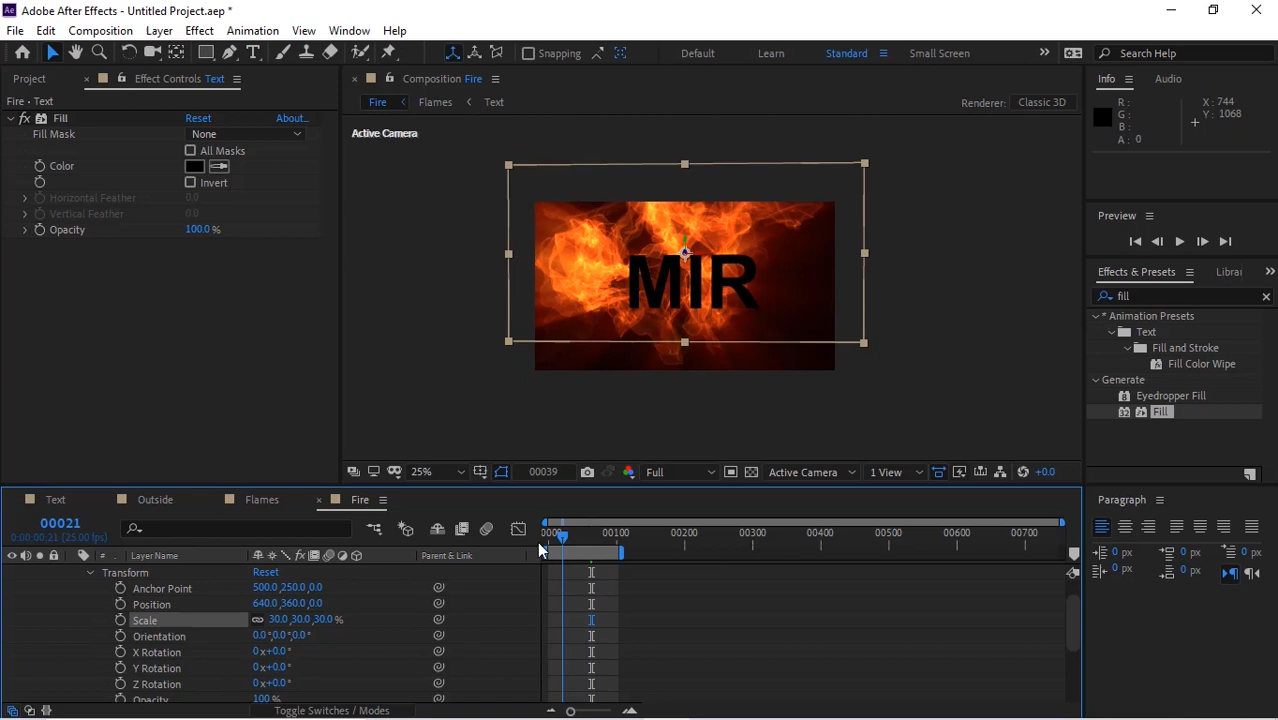 Ae Adobe After Effects - Untitled Project.aep *
File Edit Composition Layer Effect Animation View Window Help
Snapping Default Learn Standard Small Screen Search Help
Project Effect Controls Text
Fire • Text
fx Fill Reset About...
Fill Mask None
All Masks
Color
Invert
Horizontal Feather 0.0
Vertical Feather 0.0
Opacity 100.0 %
Composition Fire
Fire Flames Text Renderer: Classic 3D
Active Camera
MIR
25% 00039 Full Active Camera 1 View +0.0
Info Audio
R : X : 744
G : Y : 1068
B :
A : 0
Preview
Effects & Presets Librai
fill
* Animation Presets
Text
Fill and Stroke
Fill Color Wipe
Generate
Eyedropper Fill
Fill
Paragraph
0 px 0 px 0 px
0 px 0 px
Text Outside Flames Fire
00021
0:00:00:21 (25.00 fps)
0000 00100 00200 00300 00400 00500 00600 00700
# Layer Name Parent & Link
Transform Reset
Anchor Point 500.0,250.0,0.0
Position 640.0,360.0,0.0
Scale 30.0,30.0,30.0 %
Orientation 0.0°,0.0°,0.0°
X Rotation 0x+0.0°
Y Rotation 0x+0.0°
Z Rotation 0x+0.0°
Opacity 100 %
Toggle Switches / Modes